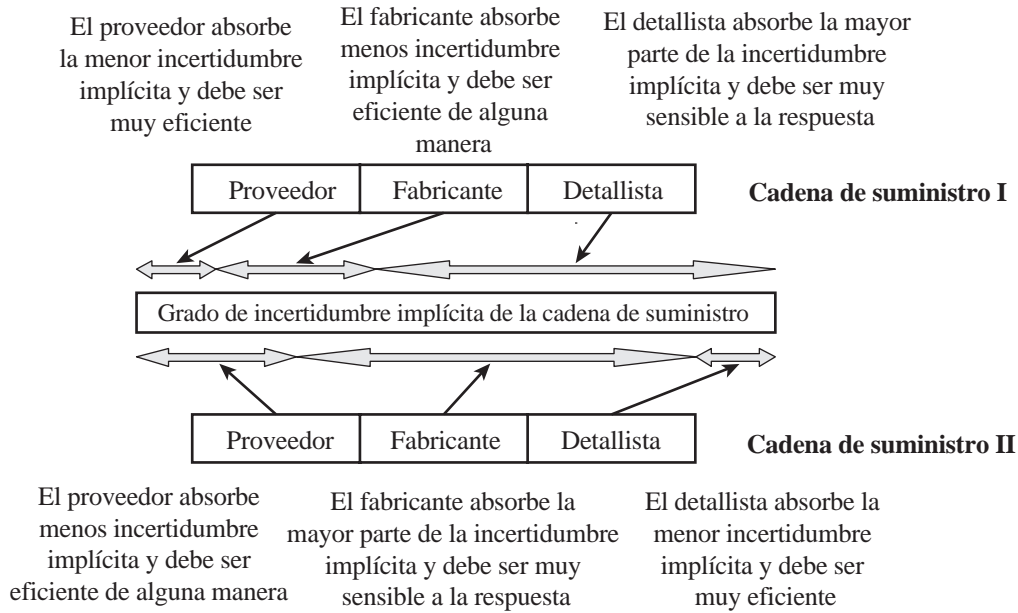 El proveedor absorbe
la menor incertidumbre
implícita y debe ser
muy eficiente
El fabricante absorbe
menos incertidumbre
implícita y debe ser
eficiente de alguna
manera
El detallista absorbe la mayor
parte de la incertidumbre
implícita y debe ser muy
sensible a la respuesta
Proveedor
Fabricante
Detallista
Cadena de suministro I
Grado de incertidumbre implícita de la cadena de suministro
Proveedor
Fabricante
Detallista
Cadena de suministro II
El proveedor absorbe
menos incertidumbre
implícita y debe ser
eficiente de alguna manera
El fabricante absorbe la
mayor parte de la incertidumbre
implícita y debe ser muy
sensible a la respuesta
El detallista absorbe la
menor incertidumbre
implícita y debe ser
muy eficiente